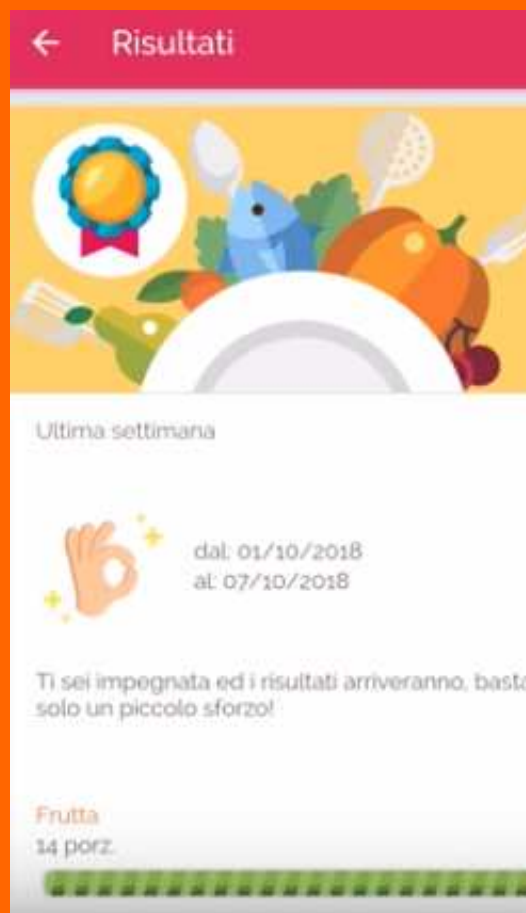 Risultati
Ultima settimana
dal: 01/10/2018
al: 07/10/2018
Ti sei impegnata ed i risultati arriveranno, basta
solo un piccolo sforzo!
Frutta
14 porz.